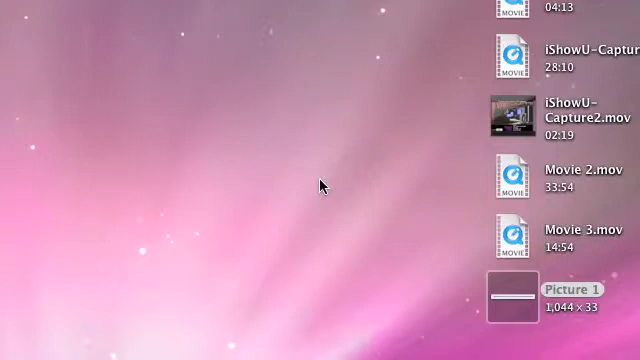 04:13
MOVIE
iShowU-Captur
28:10
MOVIE
iShowU-
Capture2.mov
02:19
Movie 2.mov
33:54
MOVIE
Movie 3.mov
14:54
MOVIE
Picture 1
1,044 × 33